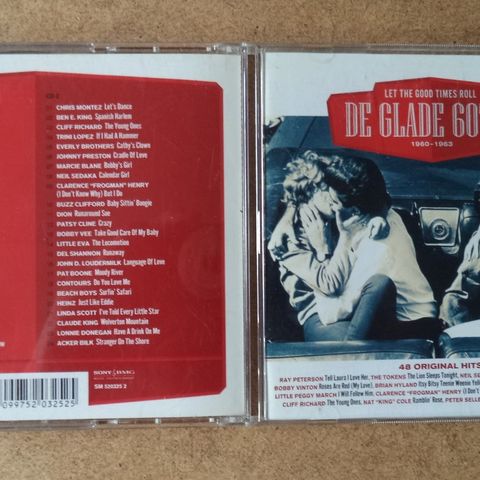 CD 2
CHRIS MONTEZ Let's Dance
BEN E. KING Spanish Harlem
CLIFF RICHARD The Young Ones
TRINI LOPEZ If I Had A Hammer
EVERLY BROTHERS Cathy's Clown
JOHNNY PRESTON Cradle Of Love
MARCIE BLANE Bobby's Girl
NEIL SEDAKA Calendar Girl
CLARENCE "FROGMAN" HENRY
(I Don't Know Why) But I Do
BUZZ CLIFFORD Baby Sittin' Boogie
DION Runaround Sue
PATSY CLINE Crazy
BOBBY VEE Take Good Care Of My Baby
LITTLE EVA The Locomotion
DEL SHANNON Runaway
JOHN D. LOUDERMILK Language Of Love
PAT BOONE Moody River
CONTOURS Do You Love Me
BEACH BOYS Surfin' Safari
HEINZ Just Like Eddie
LINDA SCOTT I've Told Every Little Star
CLAUDE KING Wolverton Mountain
LONNIE DONEGAN Have A Drink On Me
ACKER BILK Stranger On The Shore
SONY BMG
MUSIC ENTERTAINMENT
SM 520325 2
099752 032525
LET THE GOOD TIMES ROLL
DE GLADE 60
1960-1963
48 ORIGINAL HITS
RAY PETERSON Tell Laura I Love Her, THE TOKENS The Lion Sleeps Tonight, NEIL SE
BOBBY VINTON Roses Are Red (My Love), BRIAN HYLAND Itsy Bitsy Teenie Weenie Yell
LITTLE PEGGY MARCH I Will Follow Him, CLARENCE "FROGMAN" HENRY (I Don't
CLIFF RICHARD The Young Ones, NAT "KING" COLE Ramblin' Rose, PETER SELLE